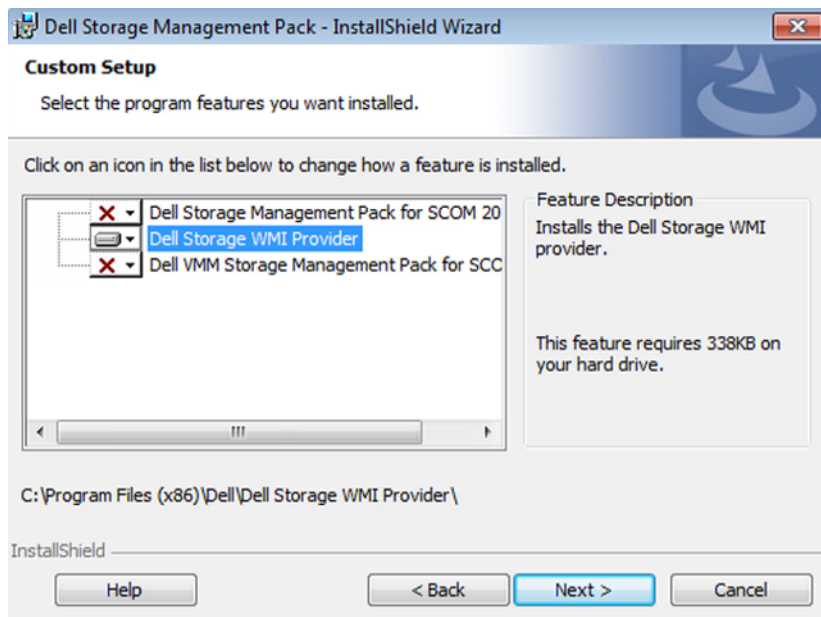 Dell Storage Management Pack - InstallShield Wizard
Custom Setup
Select the program features you want installed.
Click on an icon in the list below to change how a feature is installed.
Dell Storage Management Pack for SCOM 20
Dell Storage WMI Provider
Dell VMM Storage Management Pack for SCO
Feature Description
Installs the Dell Storage WMI
provider.
This feature requires 338KB on
your hard drive.
C:\Program Files (x86)\Dell\Dell Storage WMI Provider\
InstallShield
Help
< Back
Next >
Cancel